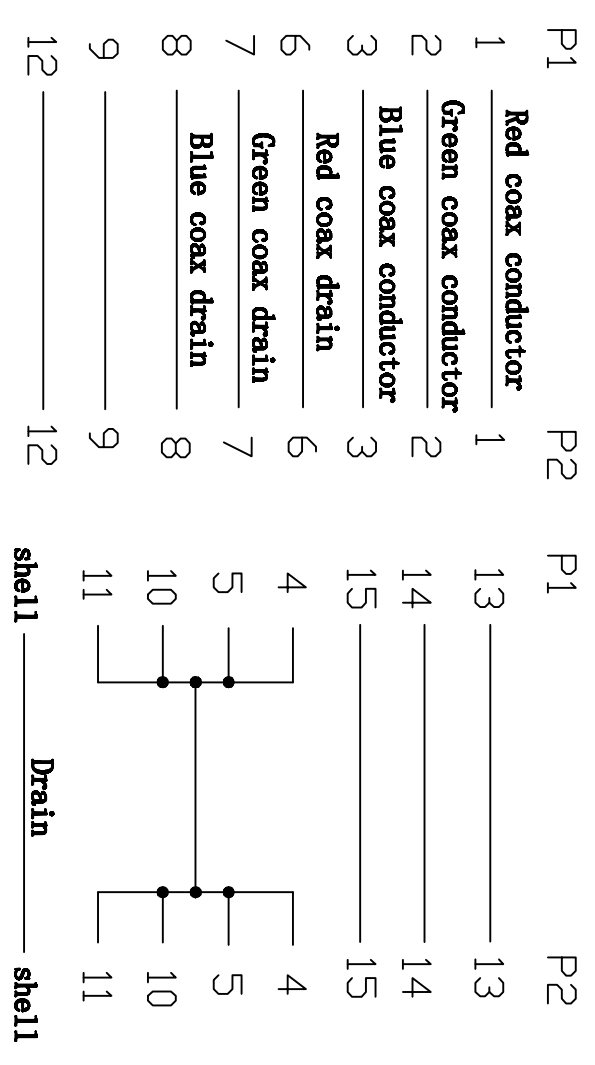 P1 P2
Red coax conductor
1 1
Green coax conductor
2 2
Blue coax conductor
3 3
Red coax drain
6 6
Green coax drain
7 7
Blue coax drain
8 8
9 9
12 12
P1 P2
13 13
14 14
15 15
4 4
5 5
10 10
11 11
Drain
shell shell